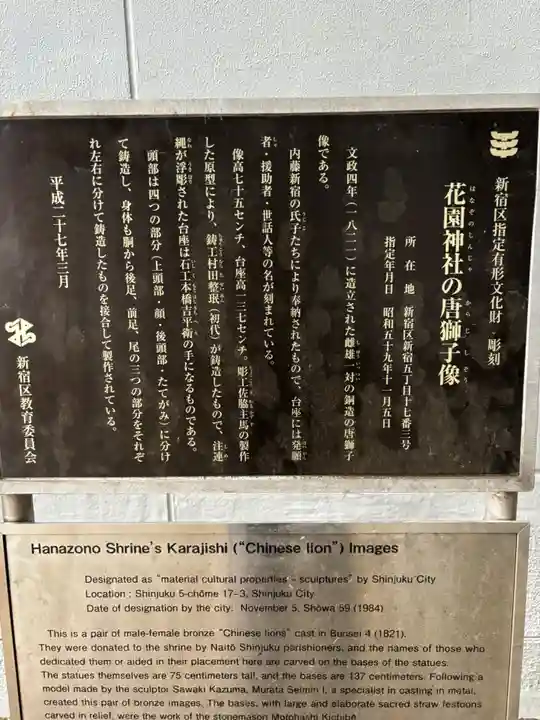 新宿区指定有形文化財・彫刻
花園神社の唐獅子像
はなぞのじんじゃ からじしぞう
所在地 新宿区新宿五丁目十七番三号
指定年月日 昭和五十九年十一月五日
文政四年（一八二一）に造立された雌雄一対の銅造の唐獅子
像である。
内藤新宿の氏子たちにより奉納されたもので、台座には発願
者・援助者・世話人等の名が刻まれている。
像高七十五センチ、台座高一三七センチ。彫工佐脇主馬の製作
した原型により、鋳工村田整珉（初代）が鋳造したもので、注連
縄が浮彫された台座は石工本橋吉平衛の手になるものである。
頭部は四つの部分（上頭部・顔・後頭部・たてがみ）に分け
て鋳造し、身体も胴から後足、前足、尾の三つの部分をそれぞ
れ左右に分けて鋳造したものを接合して製作されている。
平成二十七年三月
新宿区教育委員会
Hanazono Shrine's Karajishi ("Chinese lion") Images
Designated as "material cultural properties - sculptures" by Shinjuku City
Location : Shinjuku 5-chōme 17-3, Shinjuku City
Date of designation by the city. November 5, Shōwa 59 (1984)
This is a pair of male-female bronze "Chinese lions" cast in Bunsei 4 (1821).
They were donated to the shrine by Naitō Shinjuku parishioners, and the names of those who
dedicated them or aided in their placement here are carved on the bases of the statues.
The statues themselves are 75 centimeters tall, and the bases are 137 centimeters. Following a
model made by the sculptor Sawaki Kazuma, Murata Seimin I, a specialist in casting in metal,
created this pair of bronze images. The bases, with large and elaborate sacred straw festoons
carved in relief, were the work of the stonemason Motohashi Kichibē